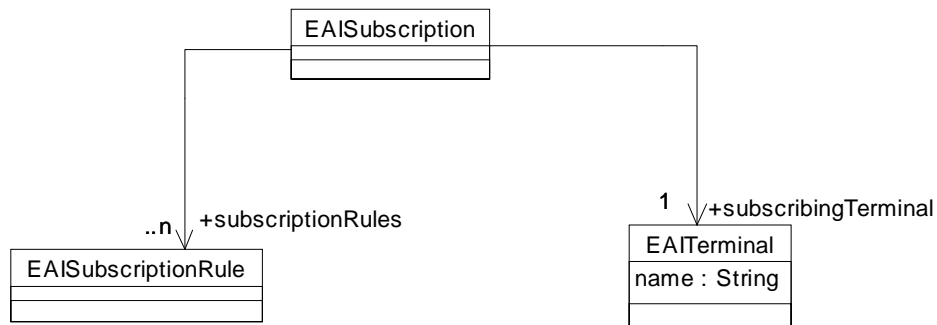 EAISubscription
1
+subscribingTerminal
..n
+subscriptionRules
EAITerminal
name : String
EAISubscriptionRule